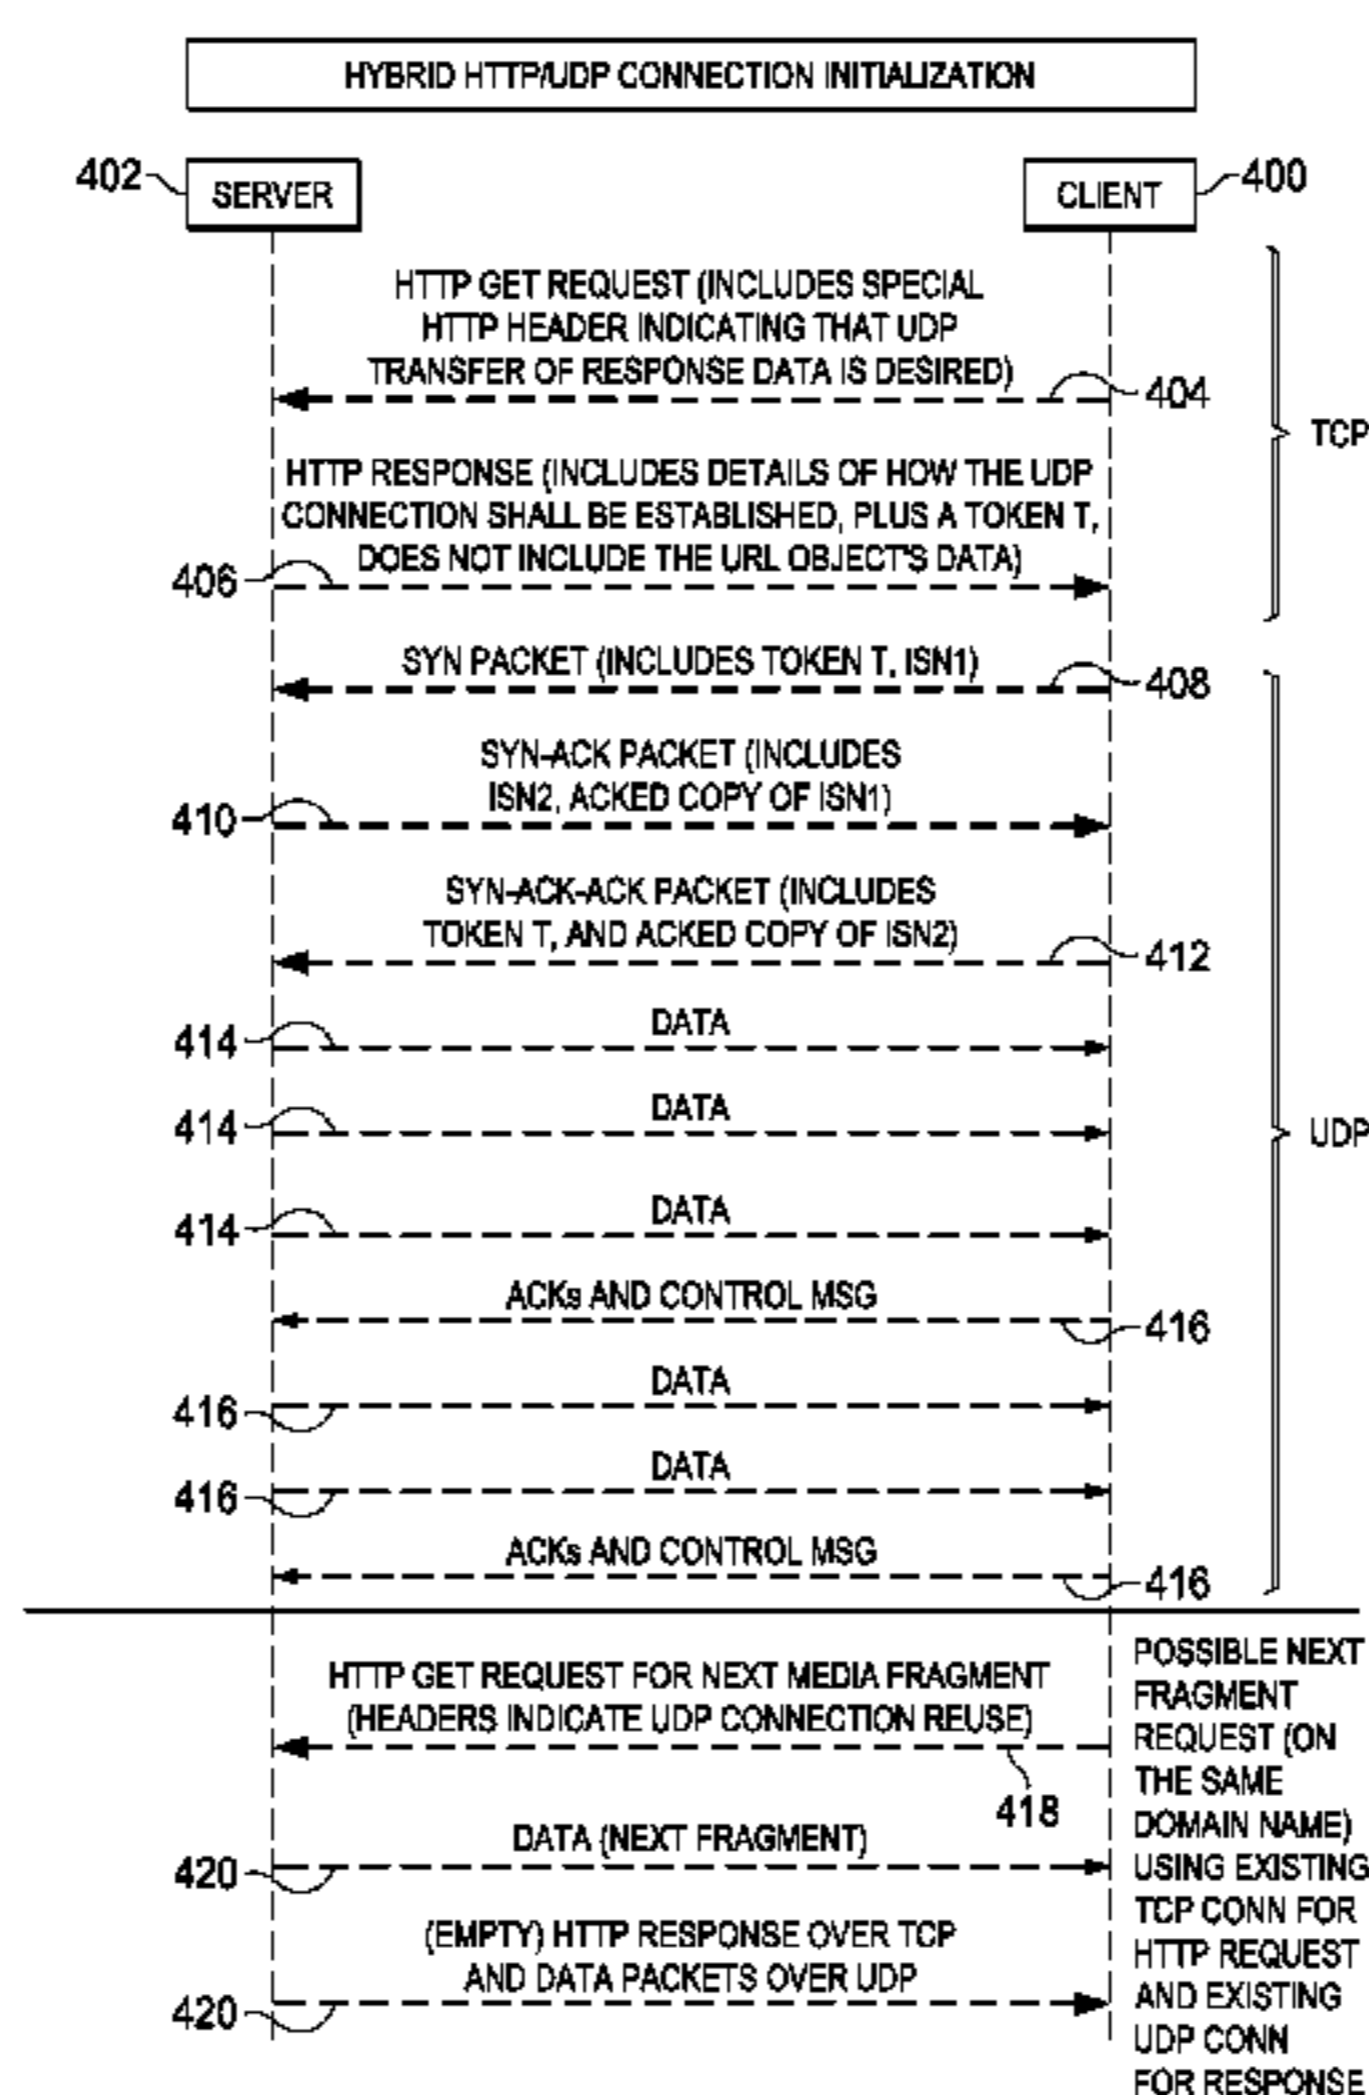 HYBRID HTTP/UDP CONNECTION INITIALIZATION
402
SERVER
CLIENT
400
HTTP GET REQUEST (INCLUDES SPECIAL
HTTP HEADER INDICATING THAT UDP
TRANSFER OF RESPONSE DATA IS DESIRED)
404
TCP
HTTP RESPONSE (INCLUDES DETAILS OF HOW THE UDP
CONNECTION SHALL BE ESTABLISHED, PLUS A TOKEN T,
DOES NOT INCLUDE THE URL OBJECT'S DATA)
406
SYN PACKET (INCLUDES TOKEN T, ISN1)
408
SYN-ACK PACKET (INCLUDES
ISN2, ACKED COPY OF ISN1)
410
SYN-ACK-ACK PACKET (INCLUDES
TOKEN T, AND ACKED COPY OF ISN2)
412
DATA
414
DATA
414
UDP
DATA
414
ACKs AND CONTROL MSG
416
DATA
416
DATA
416
ACKs AND CONTROL MSG
416
HTTP GET REQUEST FOR NEXT MEDIA FRAGMENT
(HEADERS INDICATE UDP CONNECTION REUSE)
418
DATA (NEXT FRAGMENT)
420
(EMPTY) HTTP RESPONSE OVER TCP
AND DATA PACKETS OVER UDP
420
POSSIBLE NEXT
FRAGMENT
REQUEST (ON
THE SAME
DOMAIN NAME)
USING EXISTING
TCP CONN FOR
HTTP REQUEST
AND EXISTING
UDP CONN
FOR RESPONSE